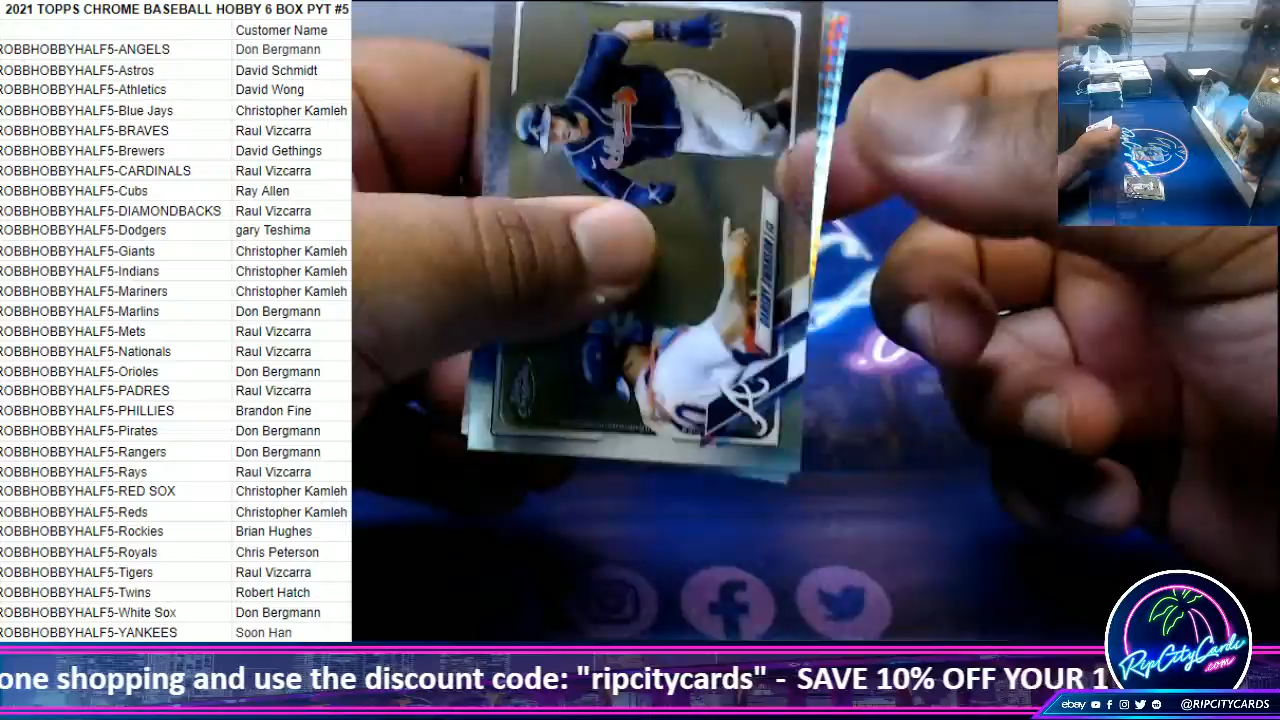 2021 TOPPS CHROME BASEBALL HOBBY 6 BOX PYT #5
Customer Name
ROBBHOBBYHALF5-ANGELS Don Bergmann
ROBBHOBBYHALF5-Astros David Schmidt
ROBBHOBBYHALF5-Athletics David Wong
ROBBHOBBYHALF5-Blue Jays Christopher Kamleh
ROBBHOBBYHALF5-BRAVES Raul Vizcarra
ROBBHOBBYHALF5-Brewers David Gethings
ROBBHOBBYHALF5-CARDINALS Raul Vizcarra
ROBBHOBBYHALF5-Cubs Ray Allen
ROBBHOBBYHALF5-DIAMONDBACKS Raul Vizcarra
ROBBHOBBYHALF5-Dodgers gary Teshima
ROBBHOBBYHALF5-Giants Christopher Kamleh
ROBBHOBBYHALF5-Indians Christopher Kamleh
ROBBHOBBYHALF5-Mariners Christopher Kamleh
ROBBHOBBYHALF5-Marlins Don Bergmann
ROBBHOBBYHALF5-Mets Raul Vizcarra
ROBBHOBBYHALF5-Nationals Raul Vizcarra
ROBBHOBBYHALF5-Orioles Don Bergmann
ROBBHOBBYHALF5-PADRES Raul Vizcarra
ROBBHOBBYHALF5-PHILLIES Brandon Fine
ROBBHOBBYHALF5-Pirates Don Bergmann
ROBBHOBBYHALF5-Rangers Don Bergmann
ROBBHOBBYHALF5-Rays Raul Vizcarra
ROBBHOBBYHALF5-RED SOX Christopher Kamleh
ROBBHOBBYHALF5-Reds Christopher Kamleh
ROBBHOBBYHALF5-Rockies Brian Hughes
ROBBHOBBYHALF5-Royals Chris Peterson
ROBBHOBBYHALF5-Tigers Raul Vizcarra
ROBBHOBBYHALF5-Twins Robert Hatch
ROBBHOBBYHALF5-White Sox Don Bergmann
ROBBHOBBYHALF5-YANKEES Soon Han
one shopping and use the discount code: "ripcitycards" - SAVE 10% OFF YOUR 1
RipCityCards
.com
ebay @RIPCITYCARDS